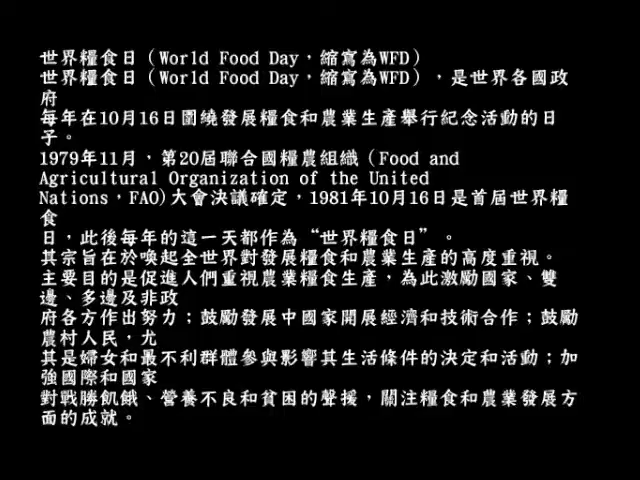 世界糧食日（World Food Day，縮寫為WFD）
世界糧食日（World Food Day，縮寫為WFD），是世界各國政
府
每年在10月16日圍繞發展糧食和農業生產舉行紀念活動的日
子。
1979年11月，第20屆聯合國糧農組織（Food and
Agricultural Organization of the United
Nations，FAO)大會決議確定，1981年10月16日是首屆世界糧
食
日，此後每年的這一天都作為“世界糧食日”。
其宗旨在於喚起全世界對發展糧食和農業生產的高度重視。
主要目的是促進人們重視農業糧食生產，為此激勵國家、雙
邊、多邊及非政
府各方作出努力；鼓勵發展中國家開展經濟和技術合作；鼓勵
農村人民，尤
其是婦女和最不利群體參與影響其生活條件的決定和活動；加
強國際和國家
對戰勝飢餓、營養不良和貧困的聲援，關注糧食和農業發展方
面的成就。